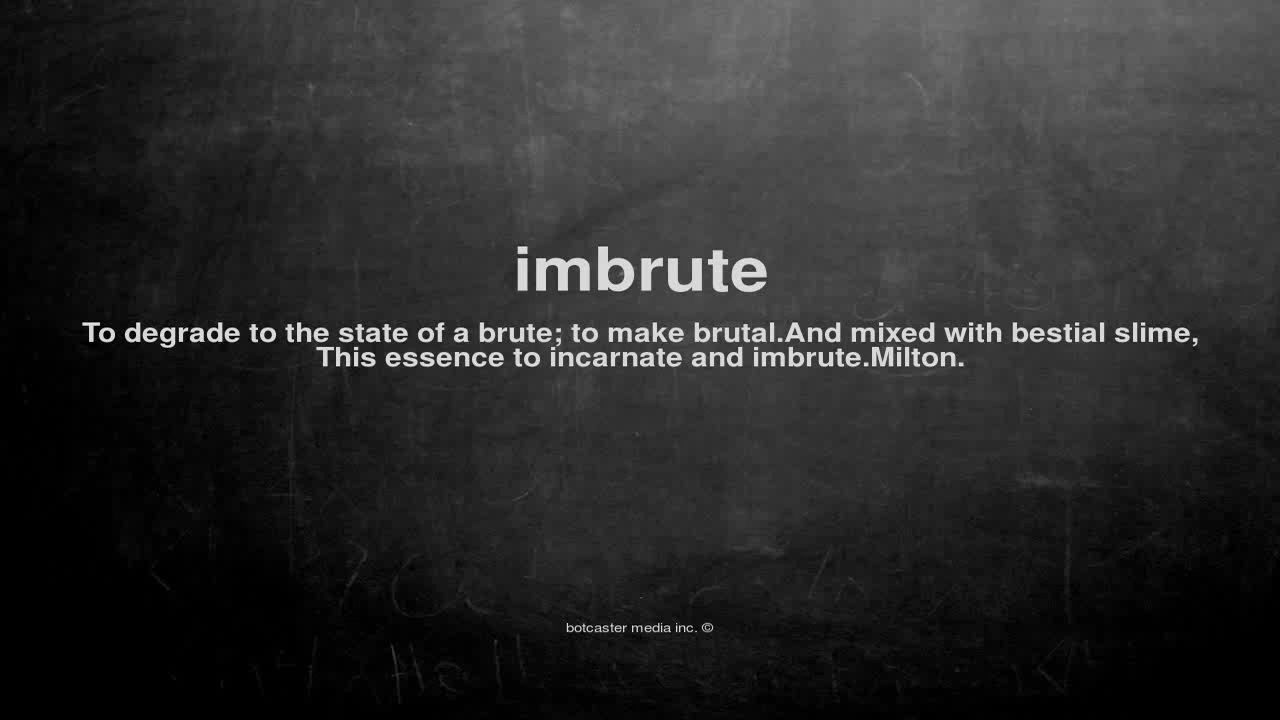 imbrute
To degrade to the state of a brute; to make brutal.And mixed with bestial slime,
This essence to incarnate and imbrute.Milton.
botcaster media inc. ©